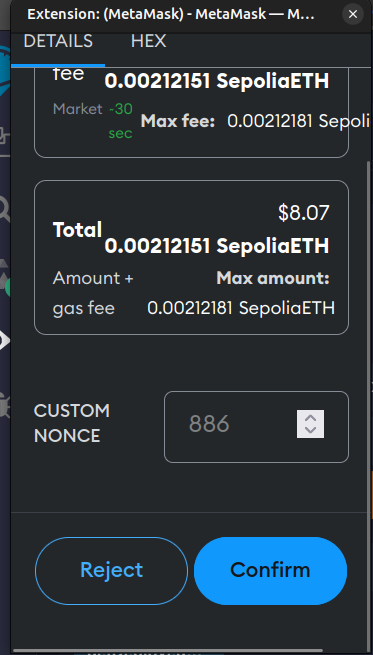 Extension: (MetaMask) - MetaMask — M...
DETAILS HEX
fee 0.00212151 SepoliaETH
Market -30 sec Max fee: 0.00212181 Sepoli
$8.07
Total 0.00212151 SepoliaETH
Amount + gas fee Max amount: 0.00212181 SepoliaETH
CUSTOM NONCE 886
Reject Confirm